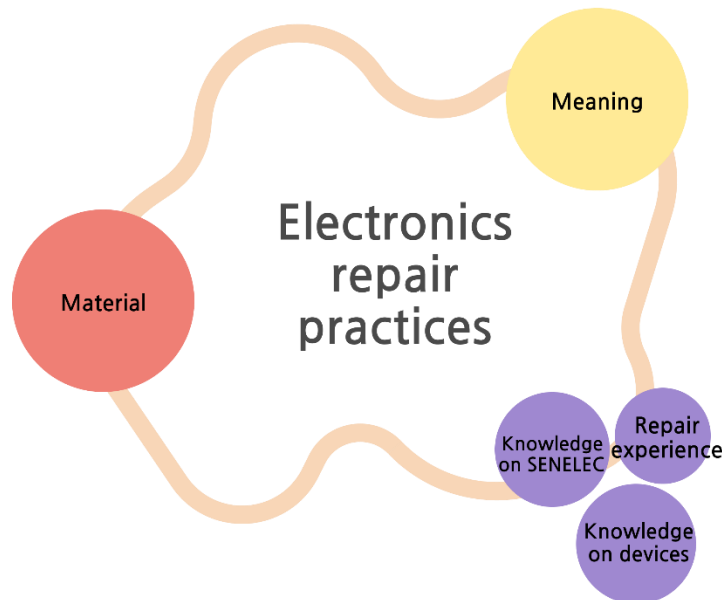 Meaning
Electronics
repair
practices
Material
Knowledge
on SENELEC
Repair
experience
Knowledge
on devices